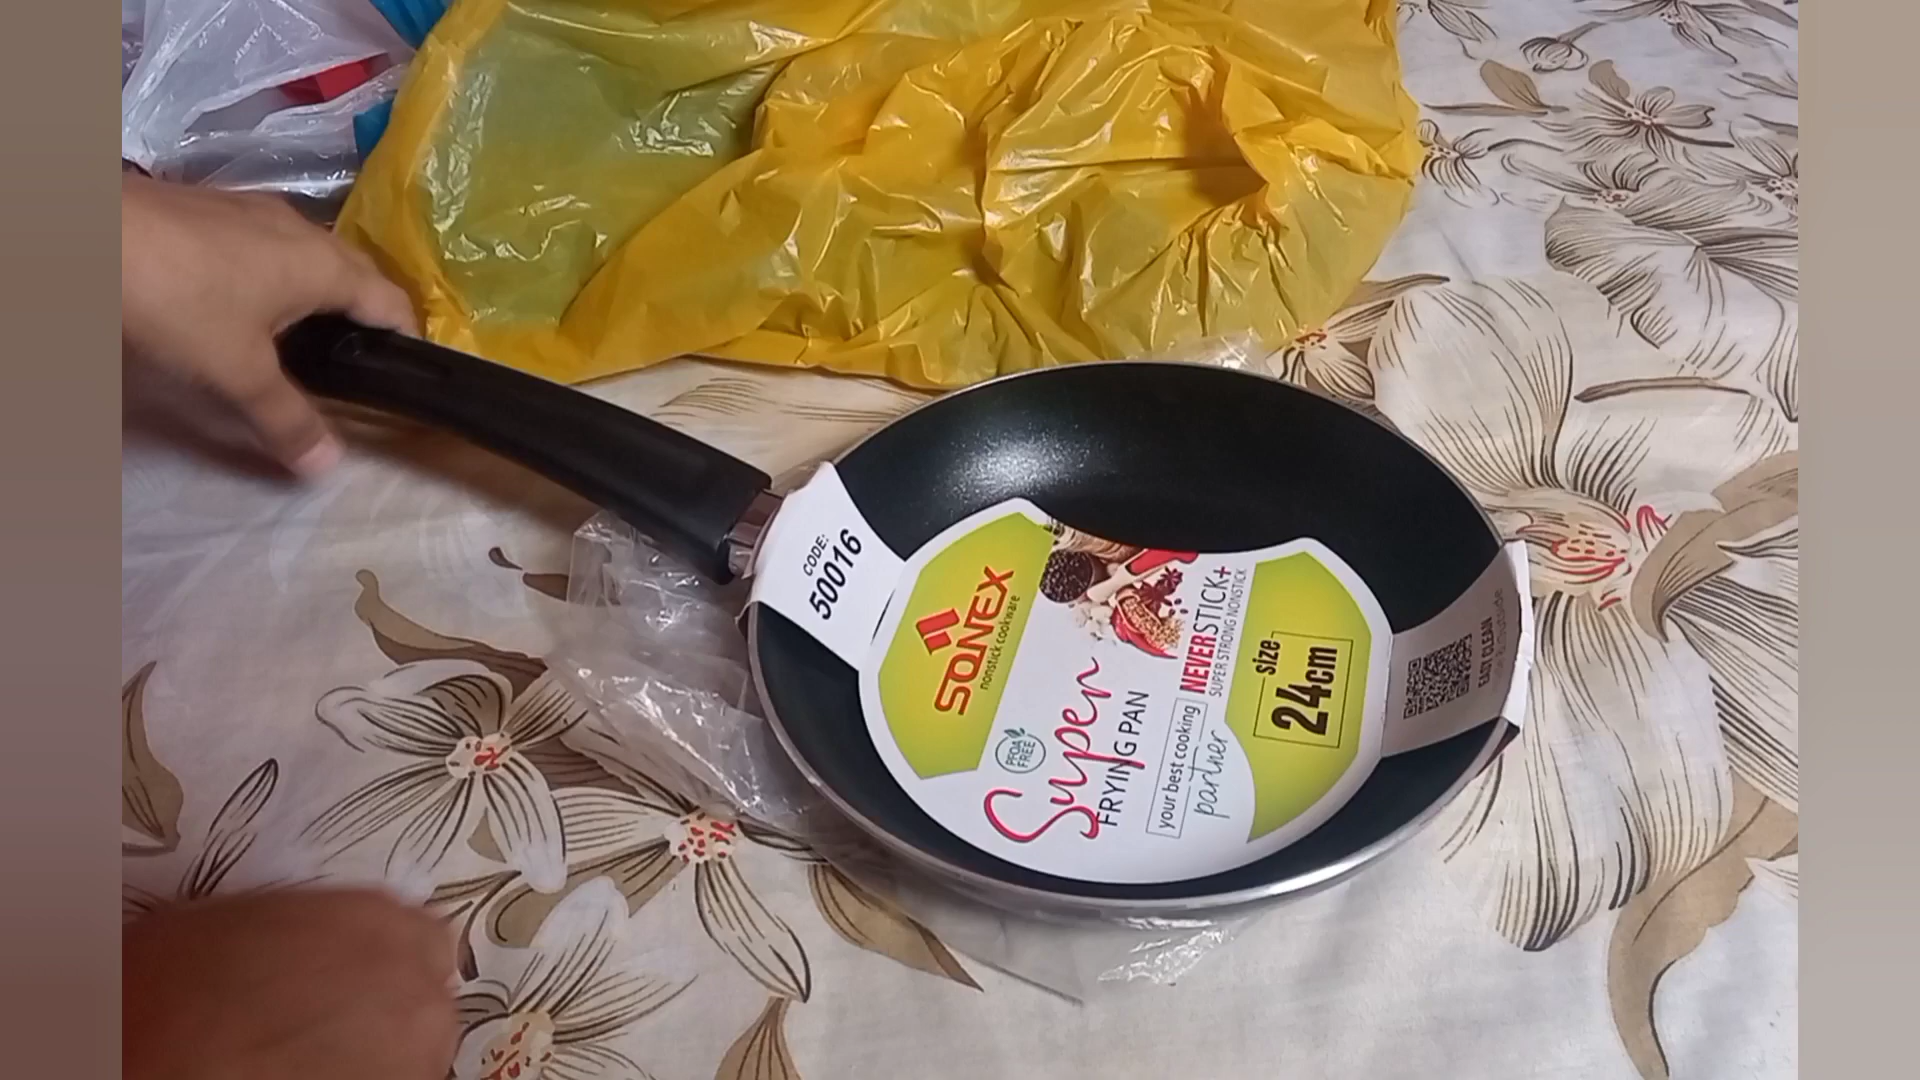 CODE:
50016
SONEX
nonstick cookware
PFOA
FREE
Super
FRYING PAN
your best cooking
partner
NEVERSTICK+
SUPER STRONG NONSTICK
size
24cm
EASY CLEAN